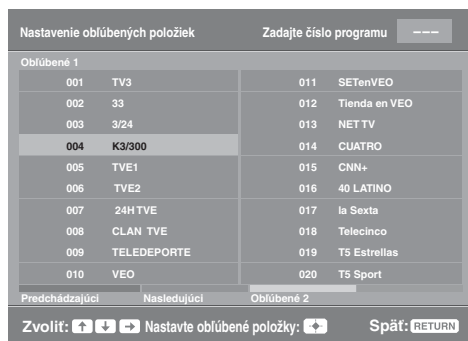 Nastavenie obľúbených položiek Zadajte číslo programu ---
Obľúbené 1
001 TV3 011 SETenVEO
002 33 012 Tienda en VEO
003 3/24 013 NET TV
004 K3/300 014 CUATRO
005 TVE1 015 CNN+
006 TVE2 016 40 LATINO
007 24H TVE 017 la Sexta
008 CLAN TVE 018 Telecinco
009 TELEDEPORTE 019 T5 Estrellas
010 VEO 020 T5 Sport
Predchádzajúci Nasledujúci Obľúbené 2
Zvoliť: ↑ ↓ → Nastavte obľúbené položky: Späť: RETURN